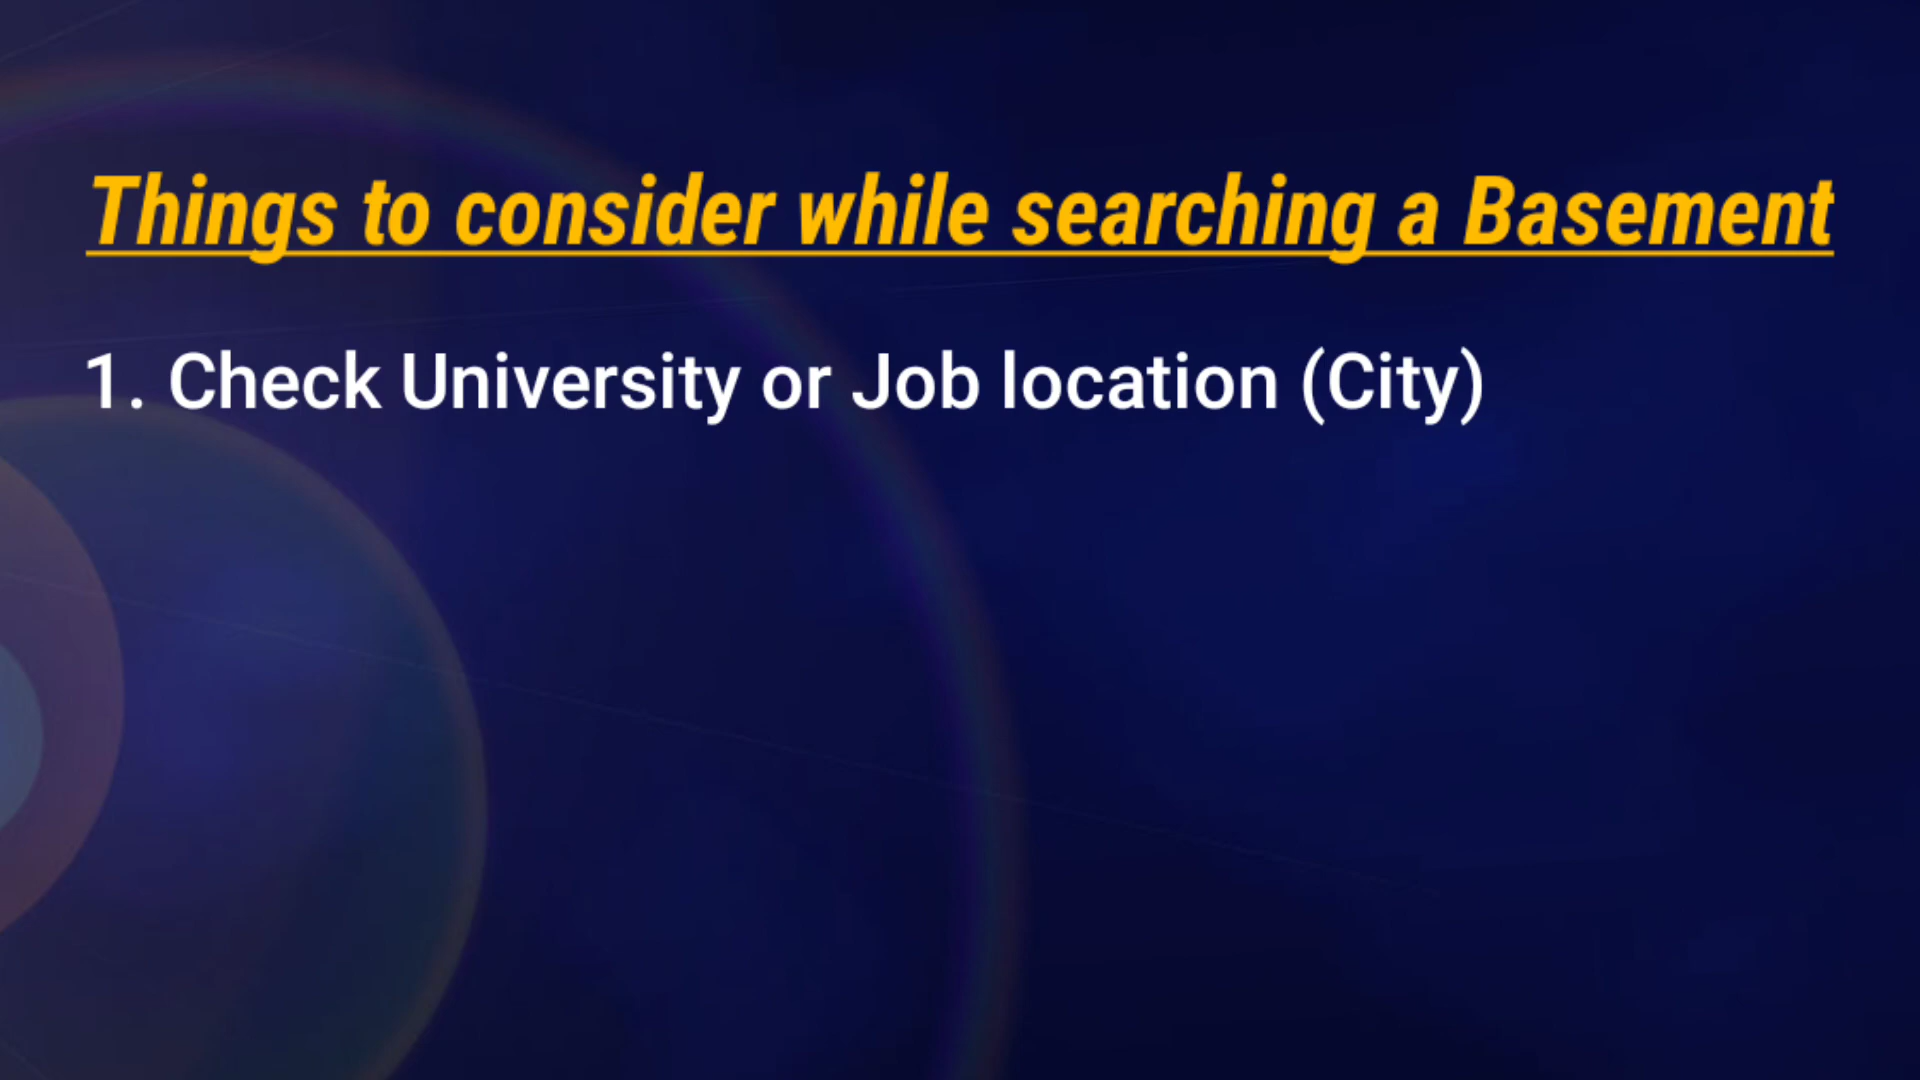 Things to consider while searching a Basement
1. Check University or Job location (City)